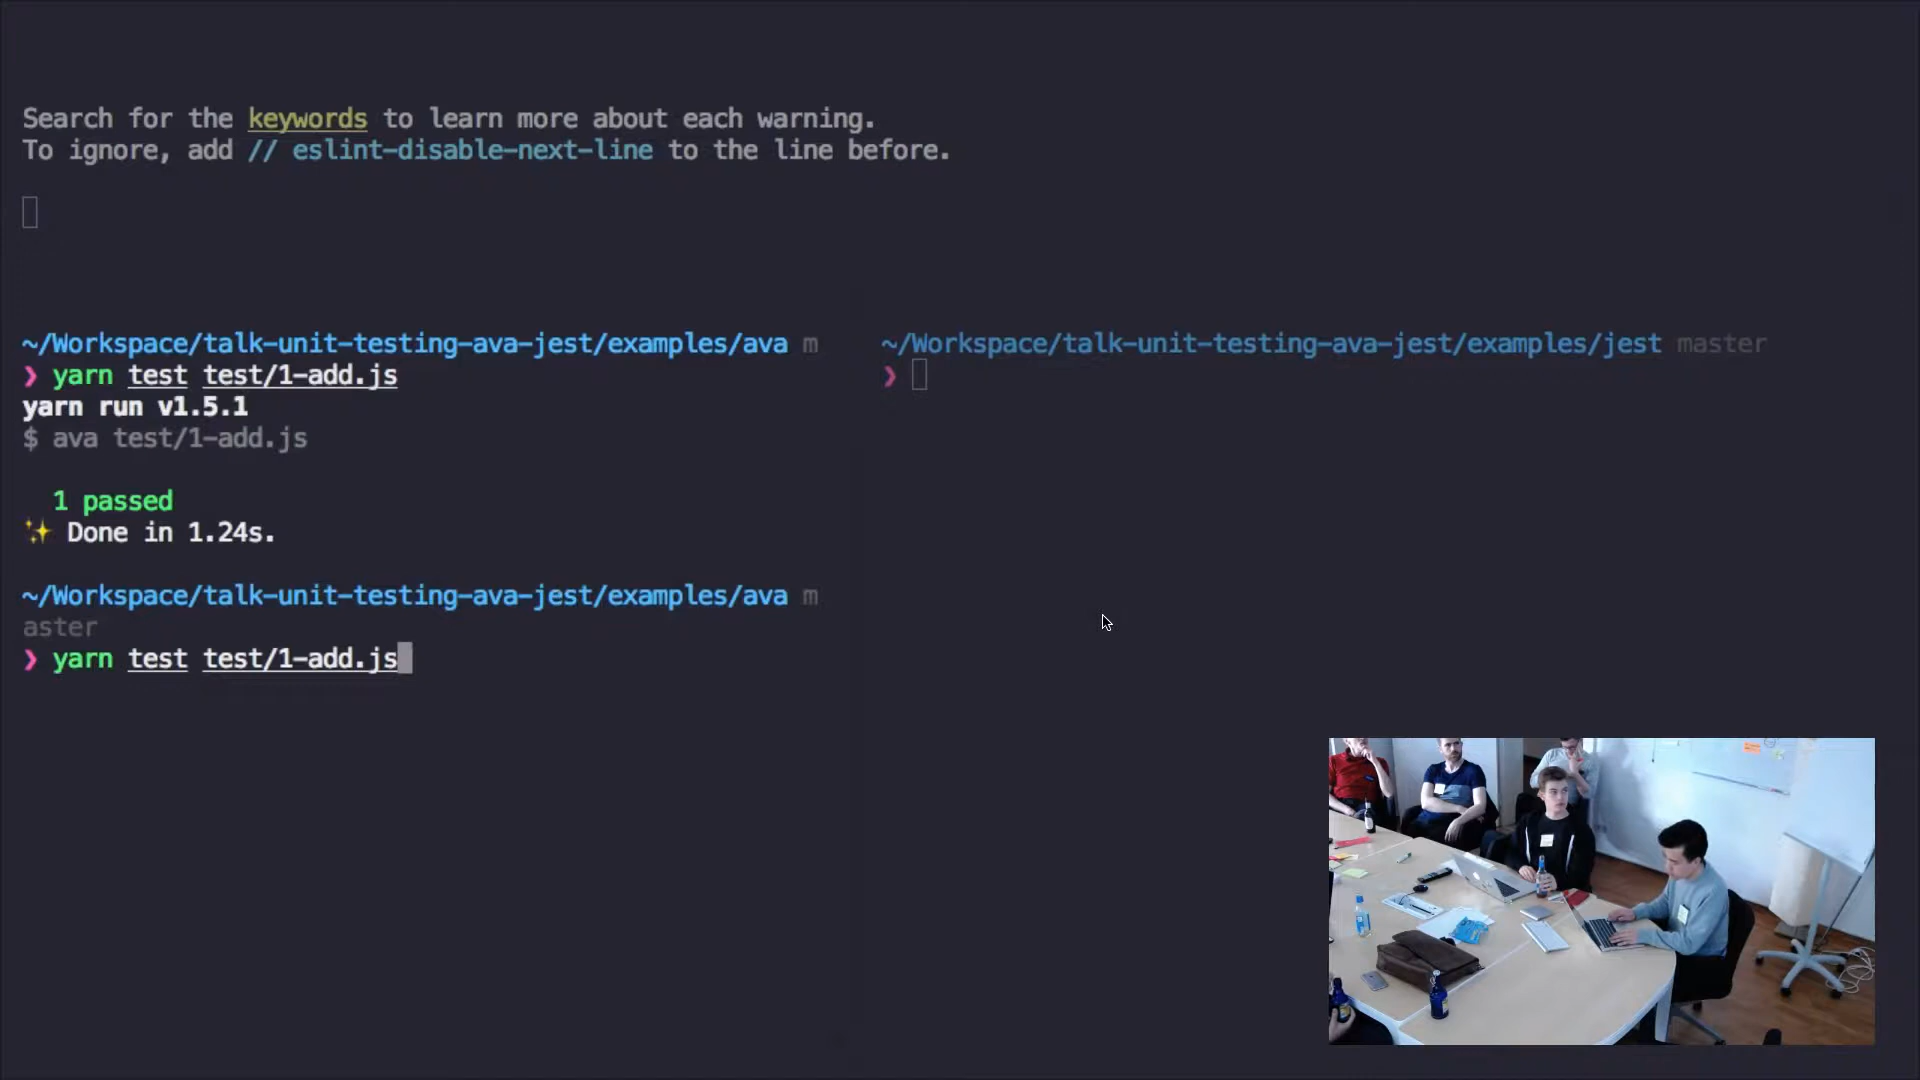 Search for the keywords to learn more about each warning.
To ignore, add // eslint-disable-next-line to the line before.
~/Workspace/talk-unit-testing-ava-jest/examples/ava m
❯ yarn test test/1-add.js
yarn run v1.5.1
$ ava test/1-add.js
1 passed
✨ Done in 1.24s.
~/Workspace/talk-unit-testing-ava-jest/examples/ava m
aster
❯ yarn test test/1-add.js
~/Workspace/talk-unit-testing-ava-jest/examples/jest master
❯